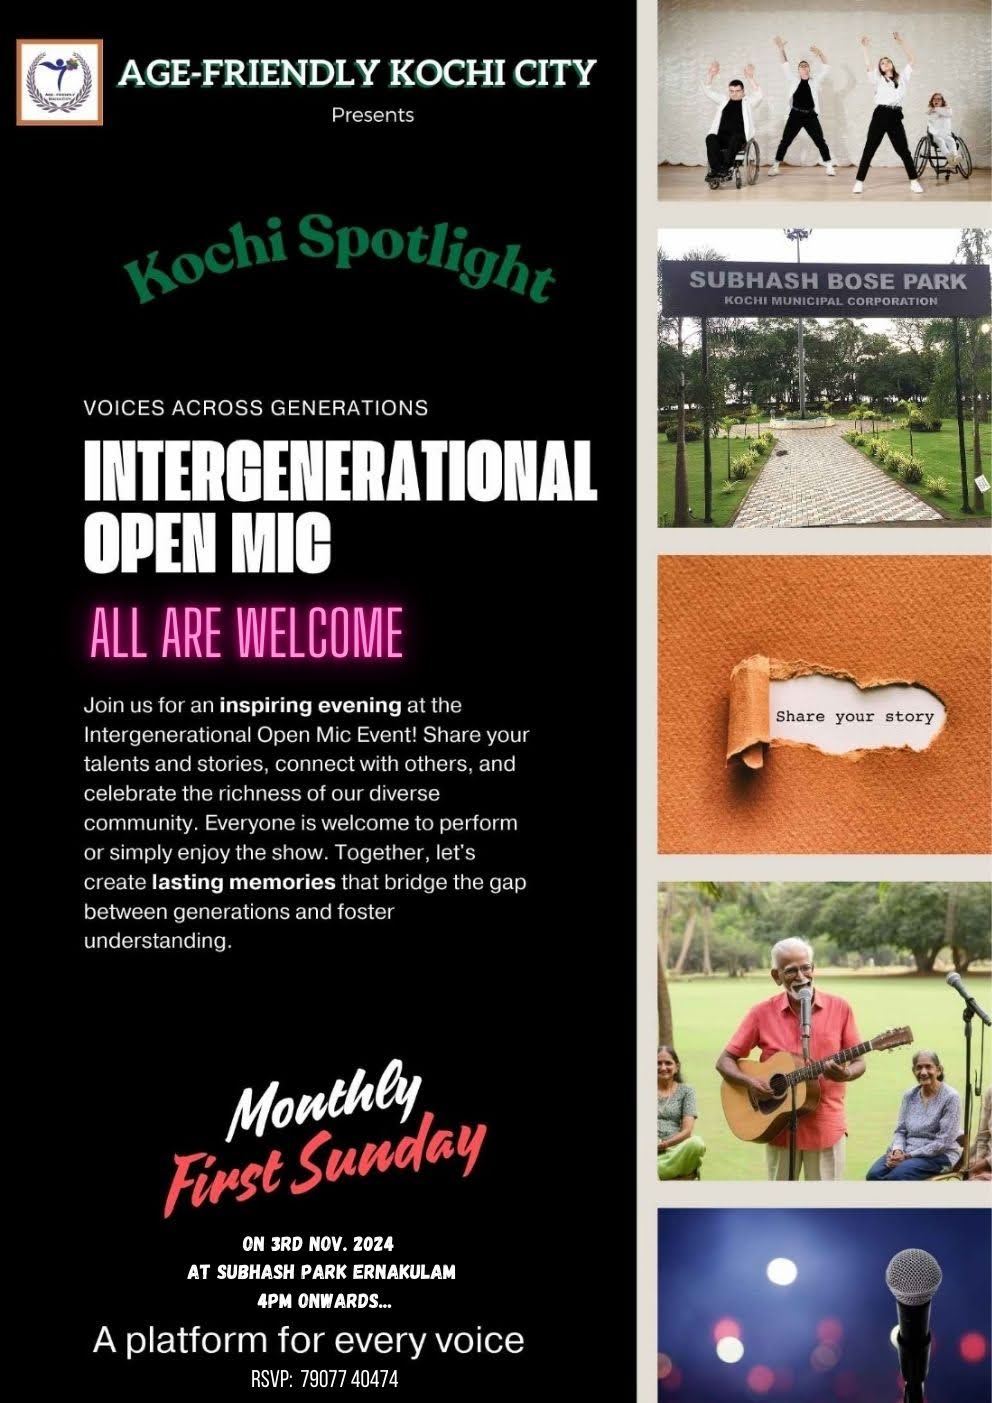 AGE-FRIENDLY KOCHI CITY
Presents
Kochi Spotlight
VOICES ACROSS GENERATIONS
INTERGENERATIONAL
OPEN MIC
ALL ARE WELCOME
Join us for an inspiring evening at the
Intergenerational Open Mic Event! Share your
talents and stories, connect with others, and
celebrate the richness of our diverse
community. Everyone is welcome to perform
or simply enjoy the show. Together, let's
create lasting memories that bridge the gap
between generations and foster
understanding.
Monthly
First Sunday
ON 3RD NOV. 2024
AT SUBHASH PARK ERNAKULAM
4PM ONWARDS...
A platform for every voice
RSVP: 79077 40474
SUBHASH BOSE PARK
KOCHI MUNICIPAL CORPORATION
Share your story